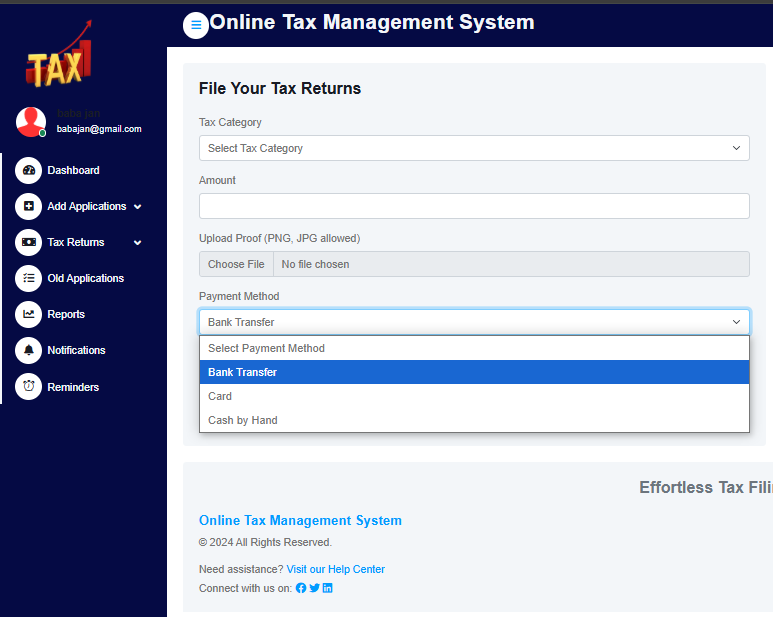 Online Tax Management System
TAX
baba jan
babajan@gmail.com
Dashboard
Add Applications
Tax Returns
Old Applications
Reports
Notifications
Reminders
File Your Tax Returns
Tax Category
Select Tax Category
Amount
Upload Proof (PNG, JPG allowed)
Choose File No file chosen
Payment Method
Bank Transfer
Select Payment Method
Bank Transfer
Card
Cash by Hand
Effortless Tax Fili
Online Tax Management System
© 2024 All Rights Reserved.
Need assistance? Visit our Help Center
Connect with us on: